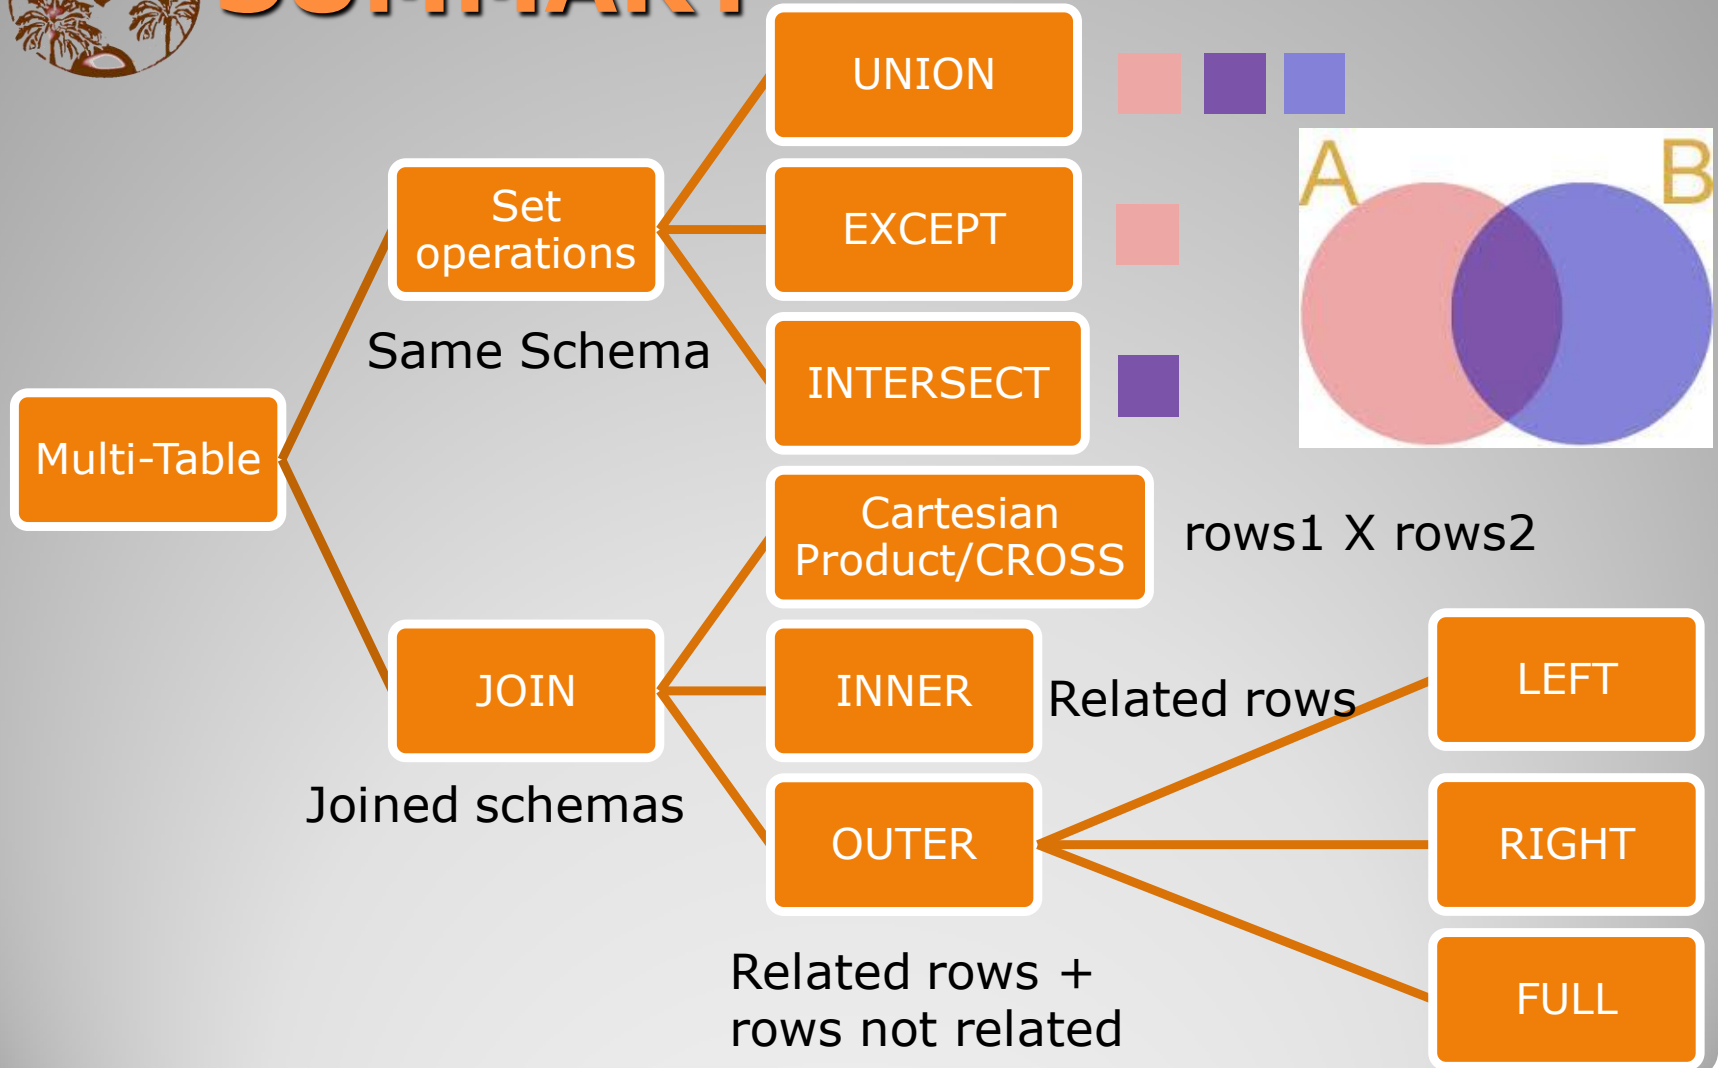 SUMMARY
UNION
A
B
Set
operations
EXCEPT
Same Schema
INTERSECT
Multi-Table
Cartesian
Product/CROSS
rows1 X rows2
JOIN
INNER
Related rows
LEFT
Joined schemas
OUTER
RIGHT
Related rows +
rows not related
FULL